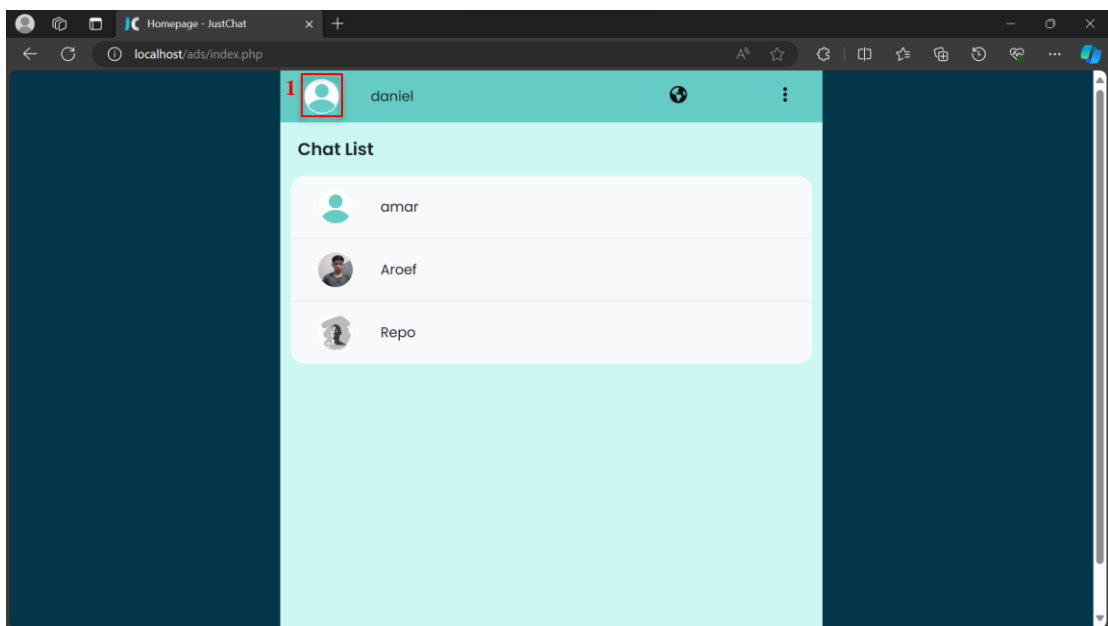 Homepage - JustChat
localhost/ads/index.php
1
daniel
Chat List
amar
Aroef
Repo